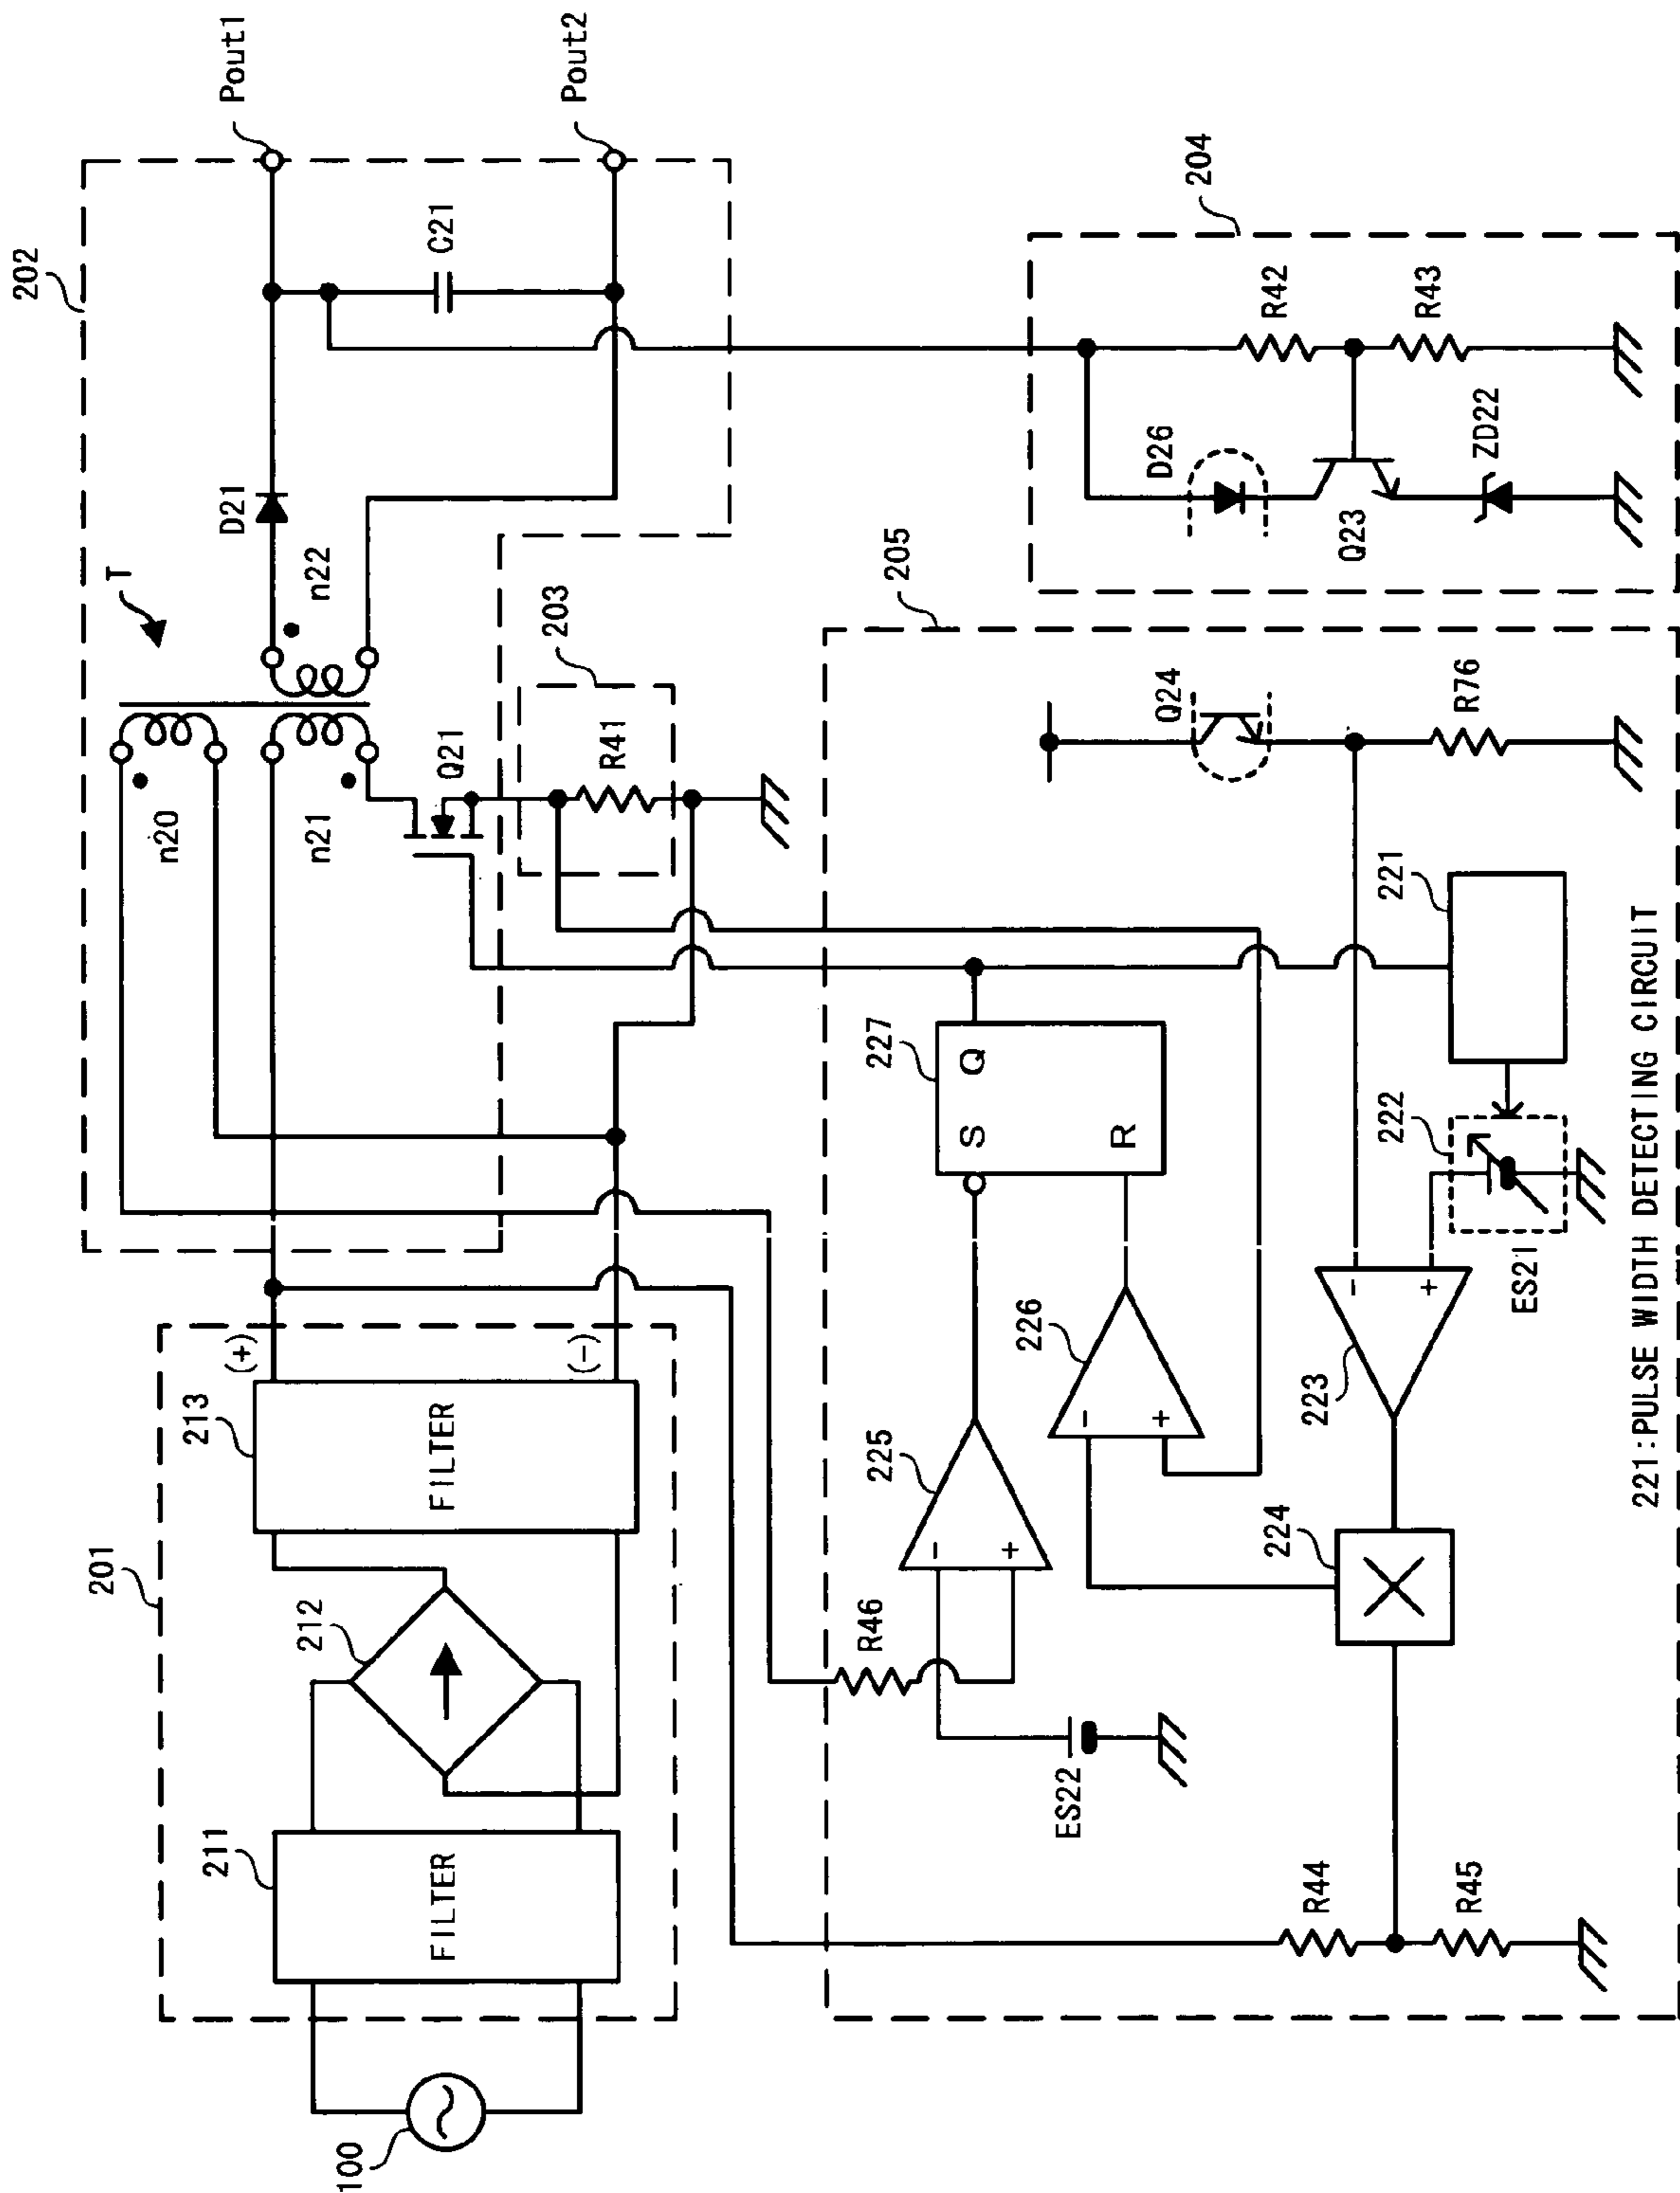 202
T
Pout1
D21
n22
C21
Pout2
n20
n21
Q21
203
R41
201
211
FILTER
212
213
FILTER
(+)
(-)
100
204
D26
R42
Q23
R43
ZD22
205
Q24
R76
227
S
Q
R
225
-
+
226
-
+
R46
ES22
221
222
ES21
223
-
+
224
R44
R45
221:PULSE WIDTH DETECTING CIRCUIT